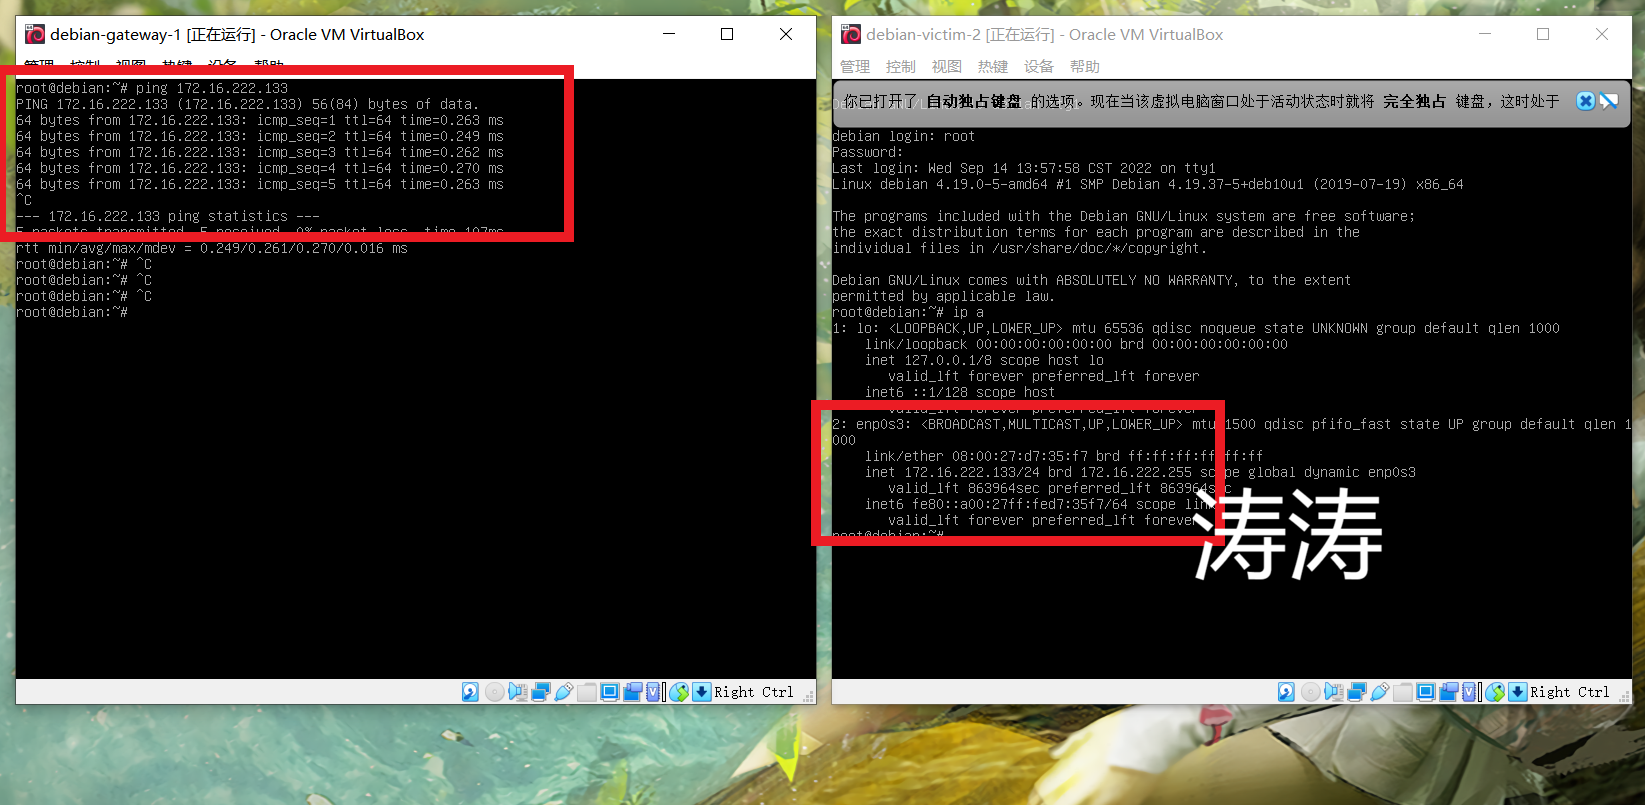 debian-gateway-1 [正在运行] - Oracle VM VirtualBox
管理 控制 视图 热键 设备 帮助
root@debian:~# ping 172.16.222.133
PING 172.16.222.133 (172.16.222.133) 56(84) bytes of data.
64 bytes from 172.16.222.133: icmp_seq=1 ttl=64 time=0.263 ms
64 bytes from 172.16.222.133: icmp_seq=2 ttl=64 time=0.249 ms
64 bytes from 172.16.222.133: icmp_seq=3 ttl=64 time=0.262 ms
64 bytes from 172.16.222.133: icmp_seq=4 ttl=64 time=0.270 ms
64 bytes from 172.16.222.133: icmp_seq=5 ttl=64 time=0.263 ms
^C
--- 172.16.222.133 ping statistics ---
5 packets transmitted, 5 received, 0% packet loss, time 107ms
rtt min/avg/max/mdev = 0.249/0.261/0.270/0.016 ms
root@debian:~# ^C
root@debian:~# ^C
root@debian:~# ^C
root@debian:~#
Right Ctrl
debian-victim-2 [正在运行] - Oracle VM VirtualBox
管理 控制 视图 热键 设备 帮助
你已打开了 自动独占键盘 的选项。现在当该虚拟电脑窗口处于活动状态时就将 完全独占 键盘，这时处于
debian login: root
Password:
Last login: Wed Sep 14 13:57:58 CST 2022 on tty1
Linux debian 4.19.0-5-amd64 #1 SMP Debian 4.19.37-5+deb10u1 (2019-07-19) x86_64
The programs included with the Debian GNU/Linux system are free software;
the exact distribution terms for each program are described in the
individual files in /usr/share/doc/*/copyright.
Debian GNU/Linux comes with ABSOLUTELY NO WARRANTY, to the extent
permitted by applicable law.
root@debian:~# ip a
1: lo: <LOOPBACK,UP,LOWER_UP> mtu 65536 qdisc noqueue state UNKNOWN group default qlen 1000
link/loopback 00:00:00:00:00:00 brd 00:00:00:00:00:00
inet 127.0.0.1/8 scope host lo
valid_lft forever preferred_lft forever
inet6 ::1/128 scope host
valid_lft forever preferred_lft forever
2: enp0s3: <BROADCAST,MULTICAST,UP,LOWER_UP> mtu 1500 qdisc pfifo_fast state UP group default qlen 1
000
link/ether 08:00:27:d7:35:f7 brd ff:ff:ff:ff:ff:ff
inet 172.16.222.133/24 brd 172.16.222.255 scope global dynamic enp0s3
valid_lft 863964sec preferred_lft 863964sec
inet6 fe80::a00:27ff:fed7:35f7/64 scope link
valid_lft forever preferred_lft forever
root@debian:~#
涛涛
Right Ctrl